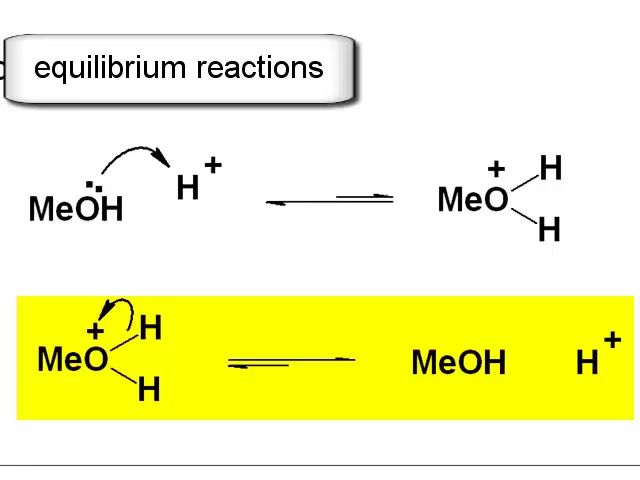 equilibrium reactions
MeOH H+ MeO+ H H
MeO+ H H MeOH H+